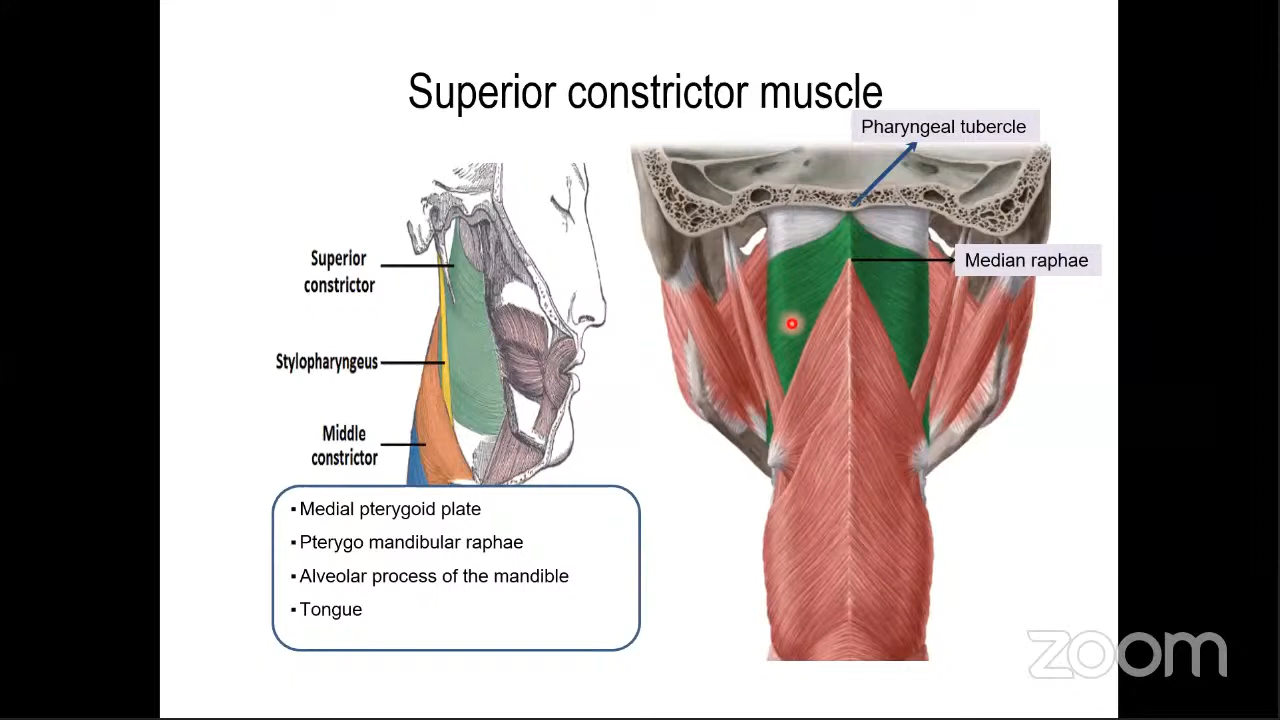 Superior constrictor muscle
Pharyngeal tubercle
Median raphae
Superior
constrictor
Stylopharyngeus
Middle
constrictor
▪ Medial pterygoid plate
▪ Pterygo mandibular raphae
▪ Alveolar process of the mandible
▪ Tongue
zoom